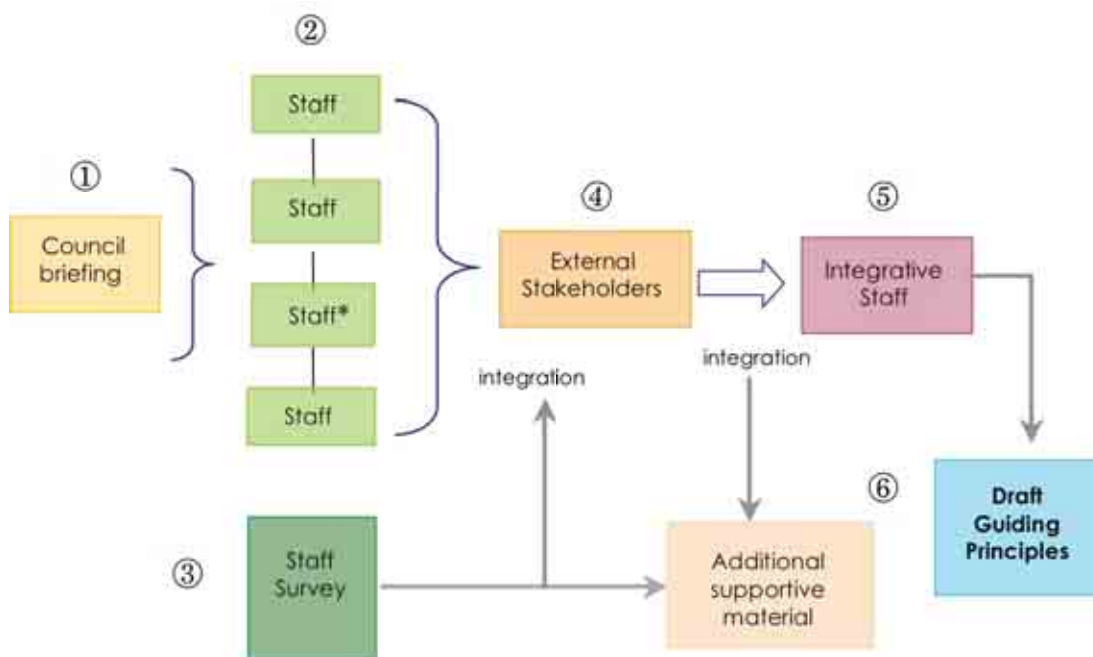 ②
Staff
①
Staff
Council
briefing
④
External
Stakeholders
⑤
Integrative
Staff
Staff*
integration
integration
Staff
③
Staff
Survey
⑥
Additional
supportive
material
Draft
Guiding
Principles